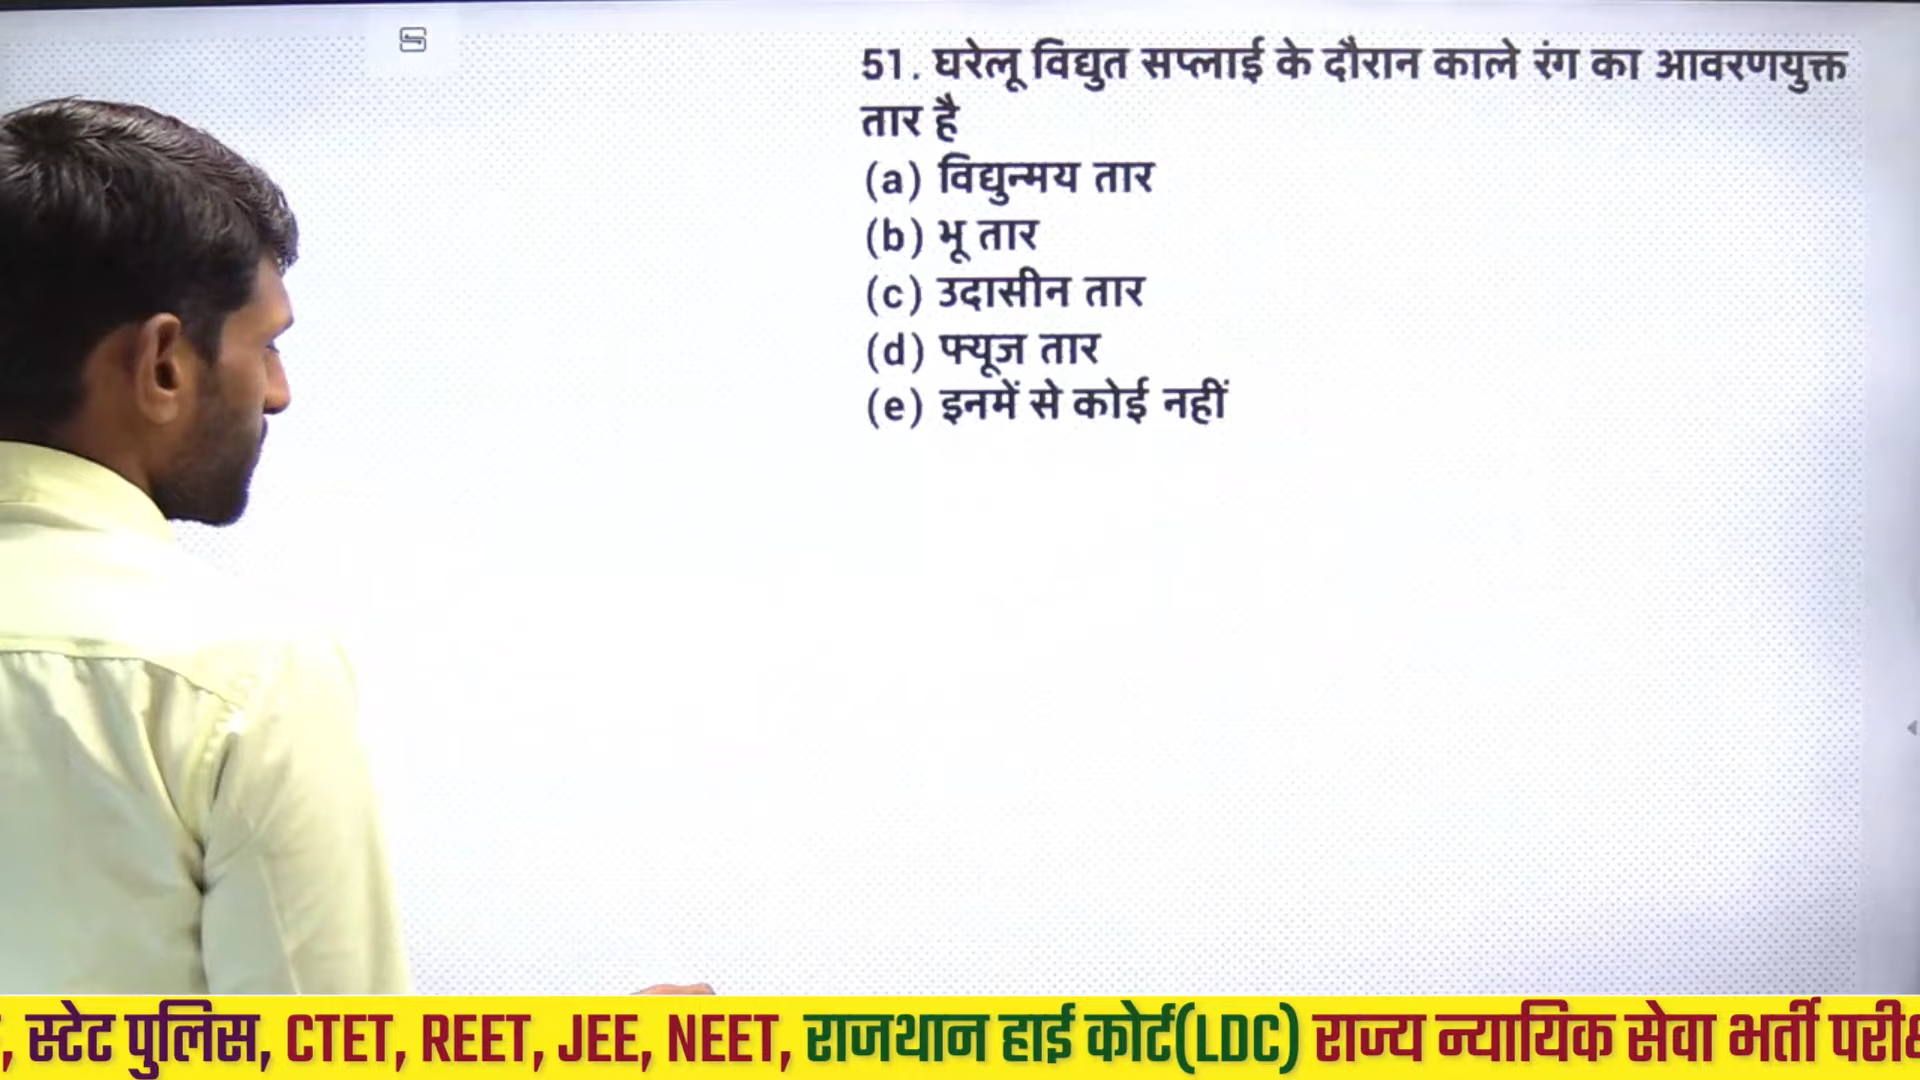 51. घरेलू विद्युत सप्लाई के दौरान काले रंग का आवरणयुक्त
तार है
(a) विद्युन्मय तार
(b) भू तार
(c) उदासीन तार
(d) फ्यूज तार
(e) इनमें से कोई नहीं
, स्टेट पुलिस, CTET, REET, JEE, NEET, राजथान हाई कोर्ट(LDC) राज्य न्यायिक सेवा भर्ती